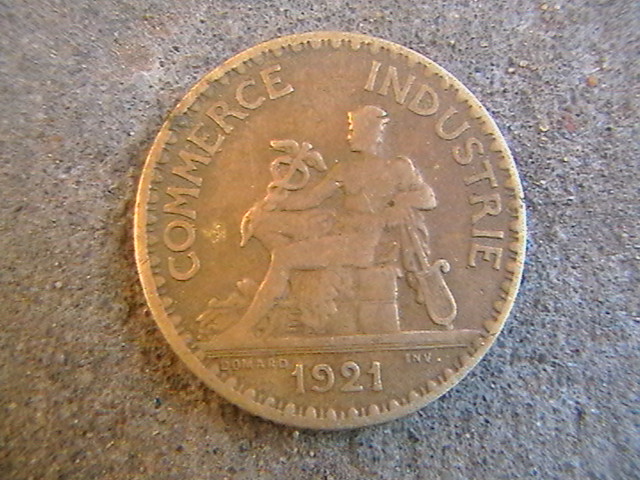 COMMERCE INDUSTRIE
DOMARD INV.
1921